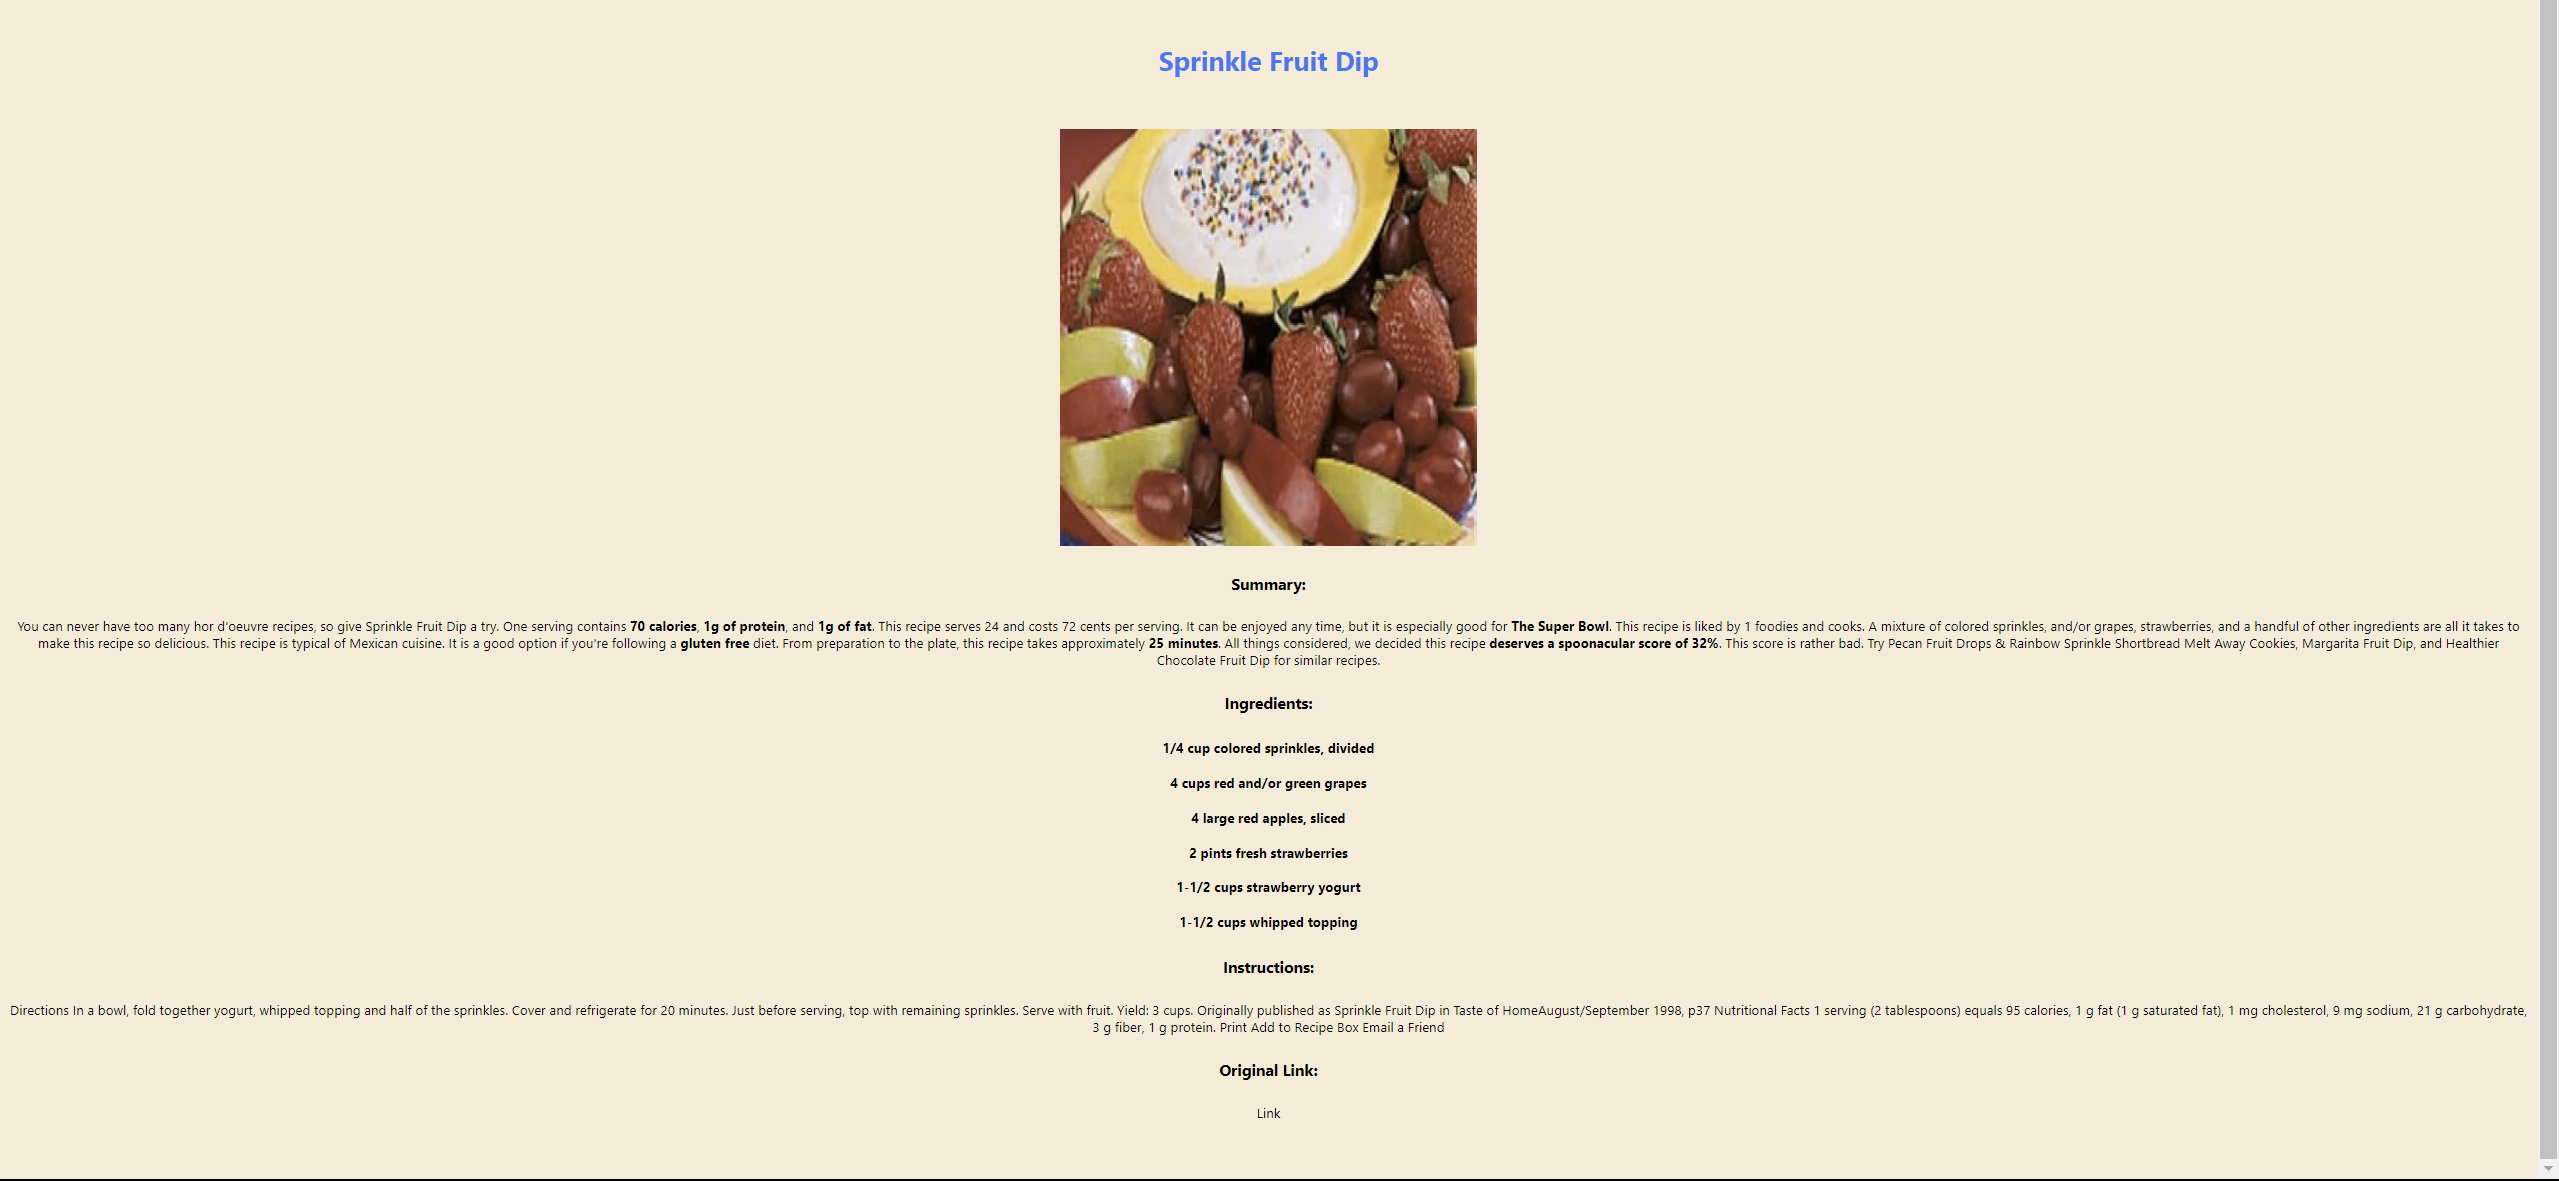 Sprinkle Fruit Dip
Summary:
You can never have too many hor d'oeuvre recipes, so give Sprinkle Fruit Dip a try. One serving contains 70 calories, 1g of protein, and 1g of fat. This recipe serves 24 and costs 72 cents per serving. It can be enjoyed any time, but it is especially good for The Super Bowl. This recipe is liked by 1 foodies and cooks. A mixture of colored sprinkles, and/or grapes, strawberries, and a handful of other ingredients are all it takes to
make this recipe so delicious. This recipe is typical of Mexican cuisine. It is a good option if you're following a gluten free diet. From preparation to the plate, this recipe takes approximately 25 minutes. All things considered, we decided this recipe deserves a spoonacular score of 32%. This score is rather bad. Try Pecan Fruit Drops & Rainbow Sprinkle Shortbread Melt Away Cookies, Margarita Fruit Dip, and Healthier
Chocolate Fruit Dip for similar recipes.
Ingredients:
1/4 cup colored sprinkles, divided
4 cups red and/or green grapes
4 large red apples, sliced
2 pints fresh strawberries
1-1/2 cups strawberry yogurt
1-1/2 cups whipped topping
Instructions:
Directions In a bowl, fold together yogurt, whipped topping and half of the sprinkles. Cover and refrigerate for 20 minutes. Just before serving, top with remaining sprinkles. Serve with fruit. Yield: 3 cups. Originally published as Sprinkle Fruit Dip in Taste of HomeAugust/September 1998, p37 Nutritional Facts 1 serving (2 tablespoons) equals 95 calories, 1 g fat (1 g saturated fat), 1 mg cholesterol, 9 mg sodium, 21 g carbohydrate,
3 g fiber, 1 g protein. Print Add to Recipe Box Email a Friend
Original Link:
Link